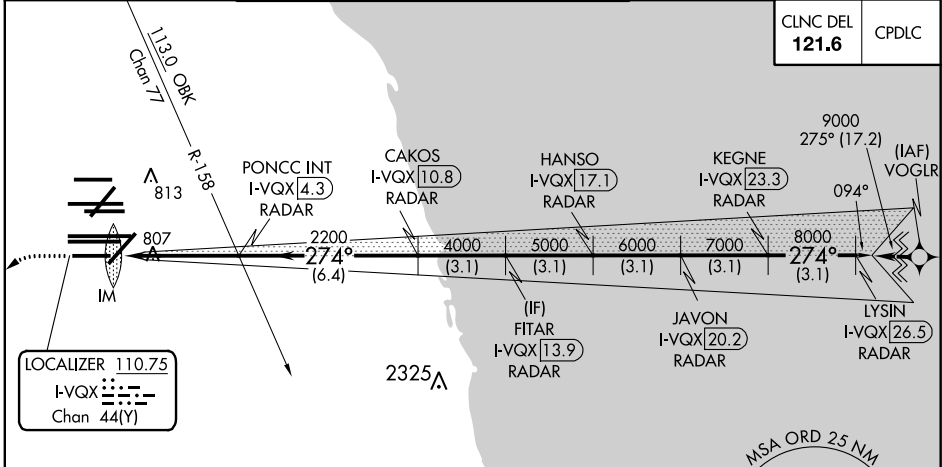 CLNC DEL
121.6
CPDLC
113.0 OBK
Chan 77
R-158
813
807
IM
PONCC INT
I-VQX 4.3
RADAR
CAKOS
I-VQX 10.8
RADAR
HANSO
I-VQX 17.1
RADAR
KEGNE
I-VQX 23.3
RADAR
9000
275° (17.2)
(IAF)
VOGLR
094°
2200
274°
(6.4)
4000
(3.1)
5000
(3.1)
6000
(3.1)
7000
(3.1)
8000
274°
(3.1)
(IF)
FITAR
I-VQX 13.9
RADAR
JAVON
I-VQX 20.2
RADAR
LYSIN
I-VQX 26.5
RADAR
LOCALIZER 110.75
I-VQX
Chan 44(Y)
2325
MSA ORD 25 NM